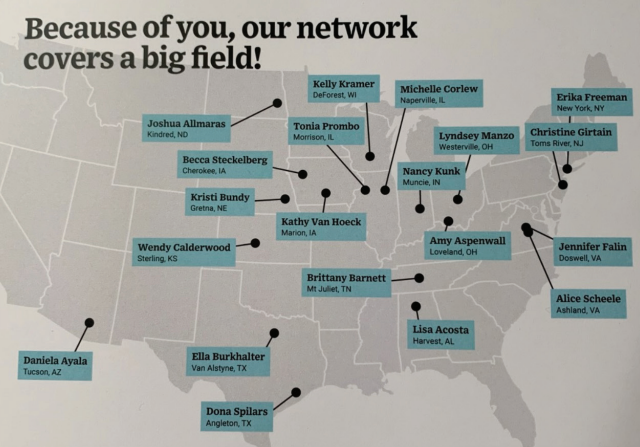 Because of you, our network
covers a big field!
Kelly Kramer
DeForest, WI
Michelle Corlew
Naperville, IL
Erika Freeman
New York, NY
Joshua Allmaras
Kindred, ND
Tonia Prombo
Morrison, IL
Lyndsey Manzo
Westerville, OH
Christine Girtain
Toms River, NJ
Becca Steckelberg
Cherokee, IA
Nancy Kunk
Muncie, IN
Kristi Bundy
Gretna, NE
Kathy Van Hoeck
Marion, IA
Wendy Calderwood
Sterling, KS
Amy Aspenwall
Loveland, OH
Jennifer Falin
Doswell, VA
Brittany Barnett
Mt Juliet, TN
Alice Scheele
Ashland, VA
Lisa Acosta
Harvest, AL
Daniela Ayala
Tucson, AZ
Ella Burkhalter
Van Alstyne, TX
Dona Spilars
Angleton, TX